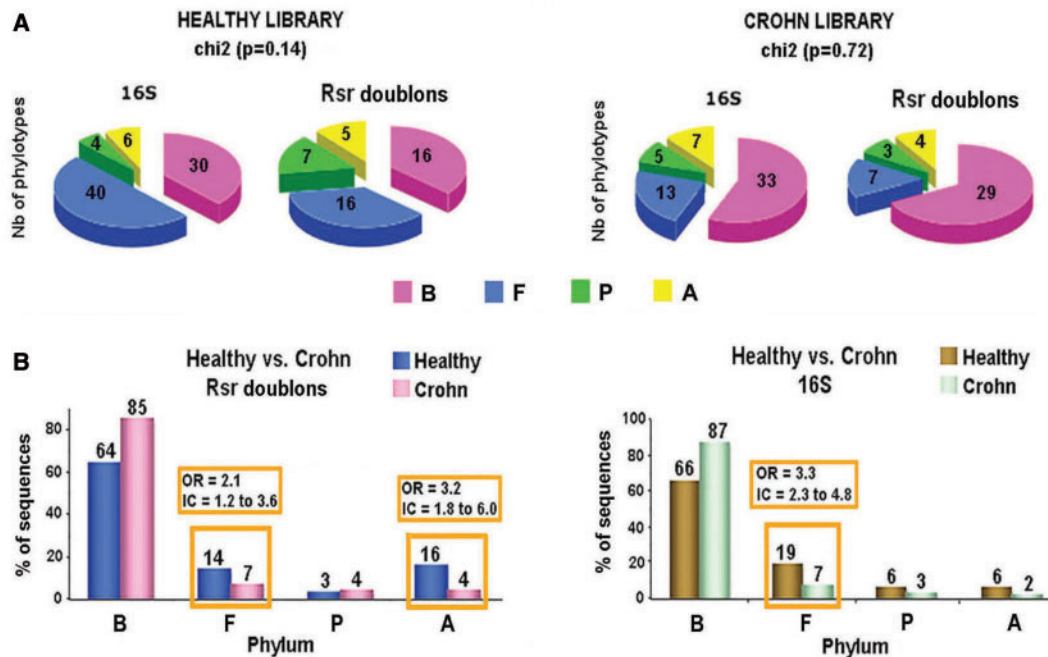 A
HEALTHY LIBRARY
chi2 (p=0.14)
CROHN LIBRARY
chi2 (p=0.72)
Nb of phylotypes
16S
4
6
30
40
Rsr doublons
7
5
16
16
Nb of phylotypes
16S
5
7
33
13
Rsr doublons
3
4
7
29
B
F
P
A
B
Healthy vs. Crohn
Rsr doublons
Healthy
Crohn
% of sequences
80
60
40
20
0
64
85
OR = 2.1
IC = 1.2 to 3.6
14
7
3
4
OR = 3.2
IC = 1.8 to 6.0
16
4
B
F
P
A
Phylum
Healthy vs. Crohn
16S
Healthy
Crohn
% of sequences
100
80
60
40
20
0
66
87
OR = 3.3
IC = 2.3 to 4.8
19
7
6
3
6
2
B
F
P
A
Phylum